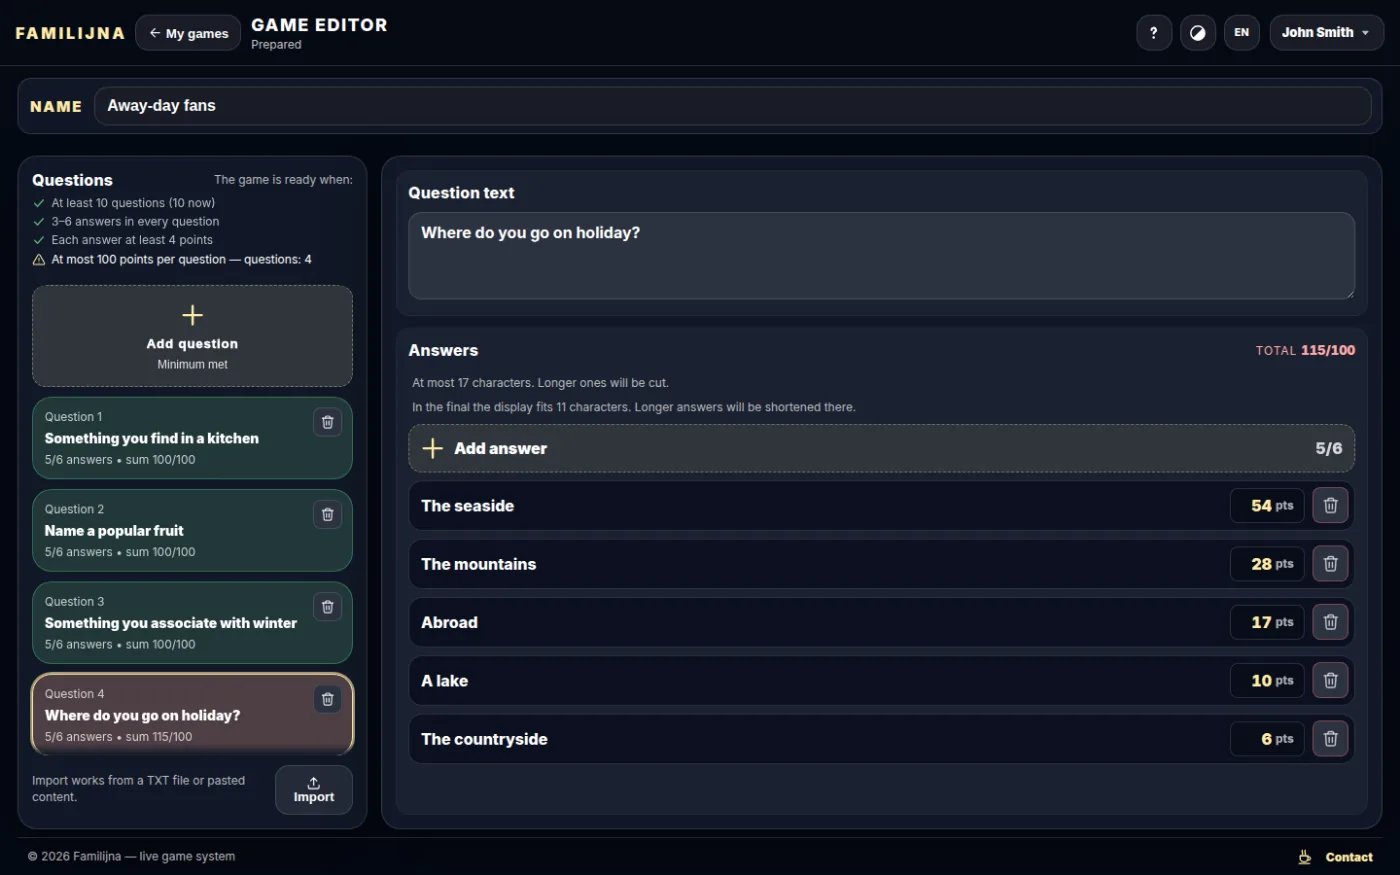 FAMILIJNA
← My games
GAME EDITOR
Prepared
?
EN
John Smith
NAME
Away-day fans
Questions
The game is ready when:
At least 10 questions (10 now)
3–6 answers in every question
Each answer at least 4 points
At most 100 points per question — questions: 4
Add question
Minimum met
Question 1
Something you find in a kitchen
5/6 answers • sum 100/100
Question 2
Name a popular fruit
5/6 answers • sum 100/100
Question 3
Something you associate with winter
5/6 answers • sum 100/100
Question 4
Where do you go on holiday?
5/6 answers • sum 115/100
Import works from a TXT file or pasted
content.
Import
Question text
Where do you go on holiday?
Answers
TOTAL 115/100
At most 17 characters. Longer ones will be cut.
In the final the display fits 11 characters. Longer answers will be shortened there.
Add answer
5/6
The seaside
54 pts
The mountains
28 pts
Abroad
17 pts
A lake
10 pts
The countryside
6 pts
© 2026 Familijna — live game system
Contact